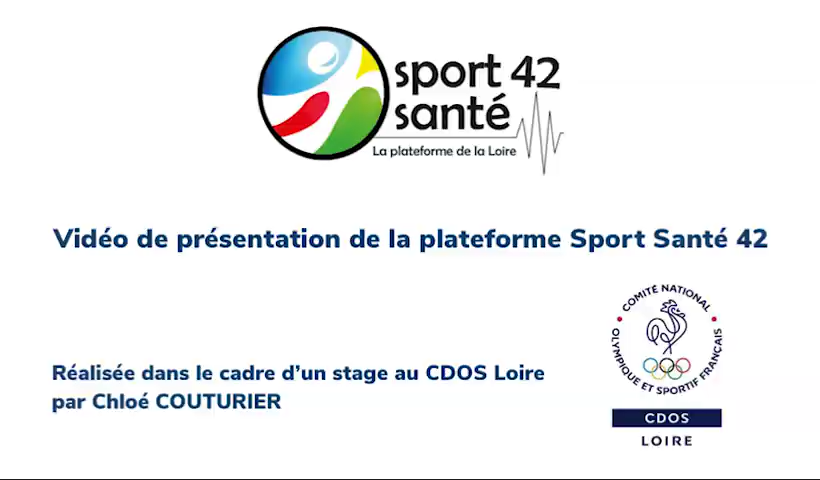 sport 42
santé
La plateforme de la Loire
Vidéo de présentation de la plateforme Sport Santé 42
COMITÉ NATIONAL
OLYMPIQUE ET SPORTIF FRANÇAIS
Réalisée dans le cadre d’un stage au CDOS Loire
par Chloé COUTURIER
CDOS
LOIRE